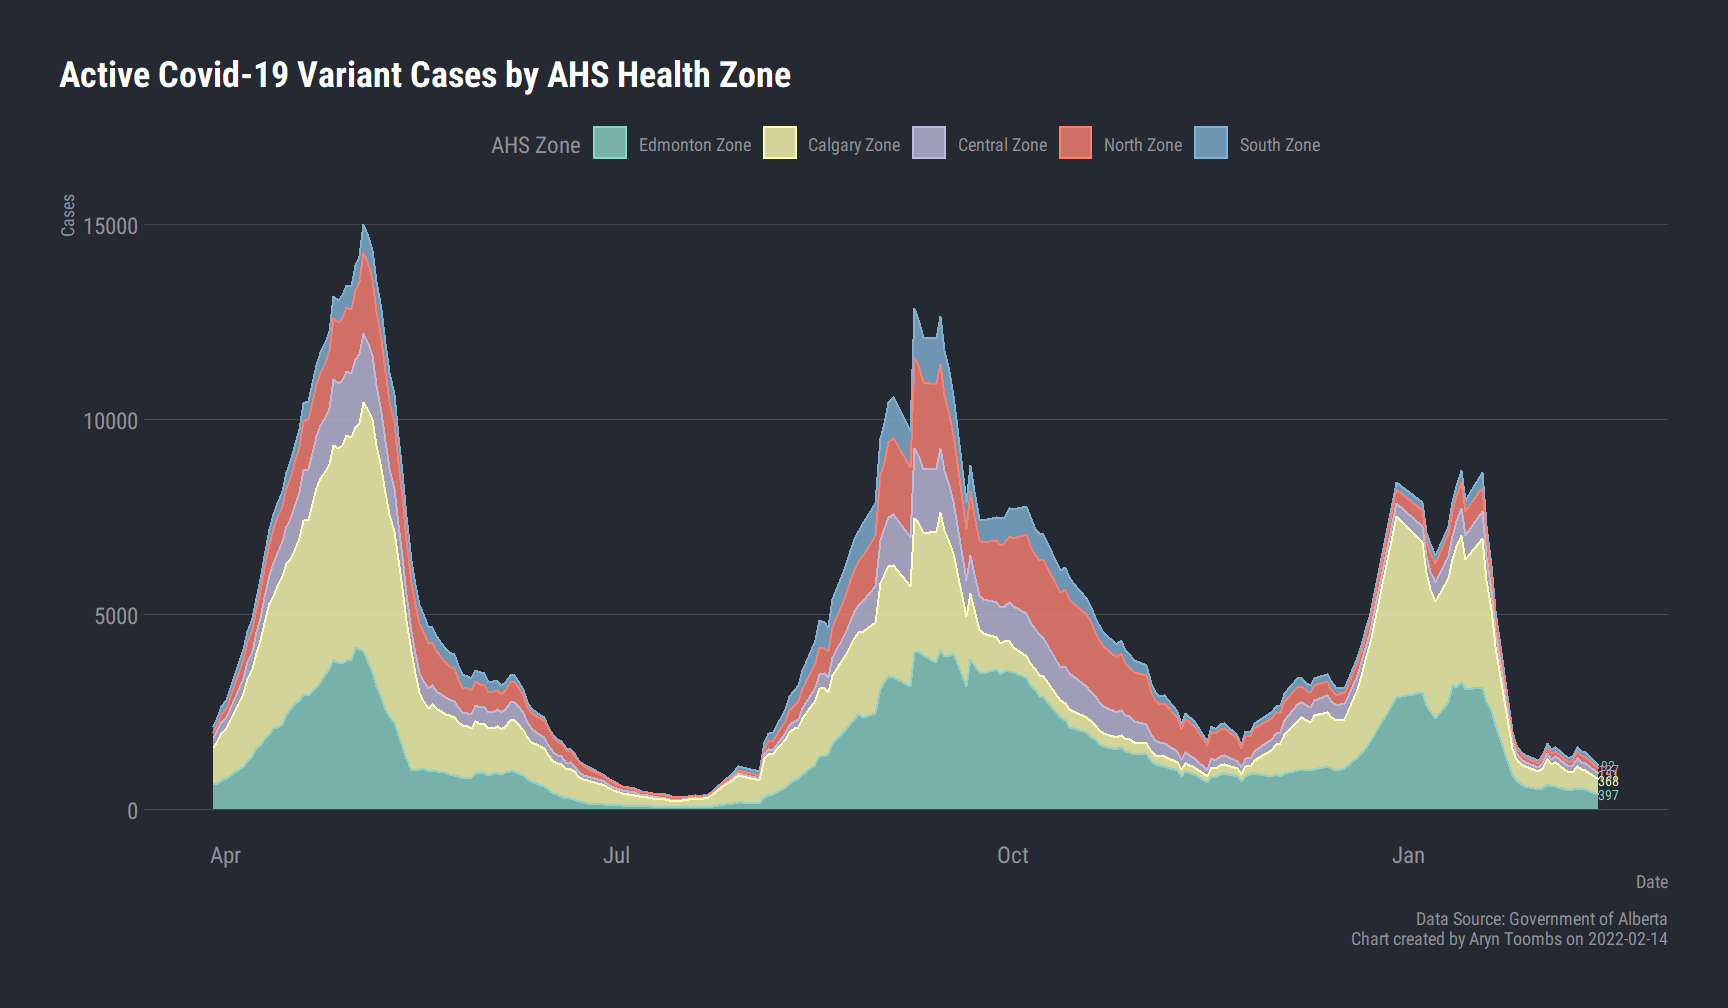 Active Covid-19 Variant Cases by AHS Health Zone
AHS Zone
Edmonton Zone
Calgary Zone
Central Zone
North Zone
South Zone
Cases
15000
10000
5000
0
368
397
Apr
Jul
Oct
Jan
Date
Data Source: Government of Alberta
Chart created by Aryn Toombs on 2022-02-14